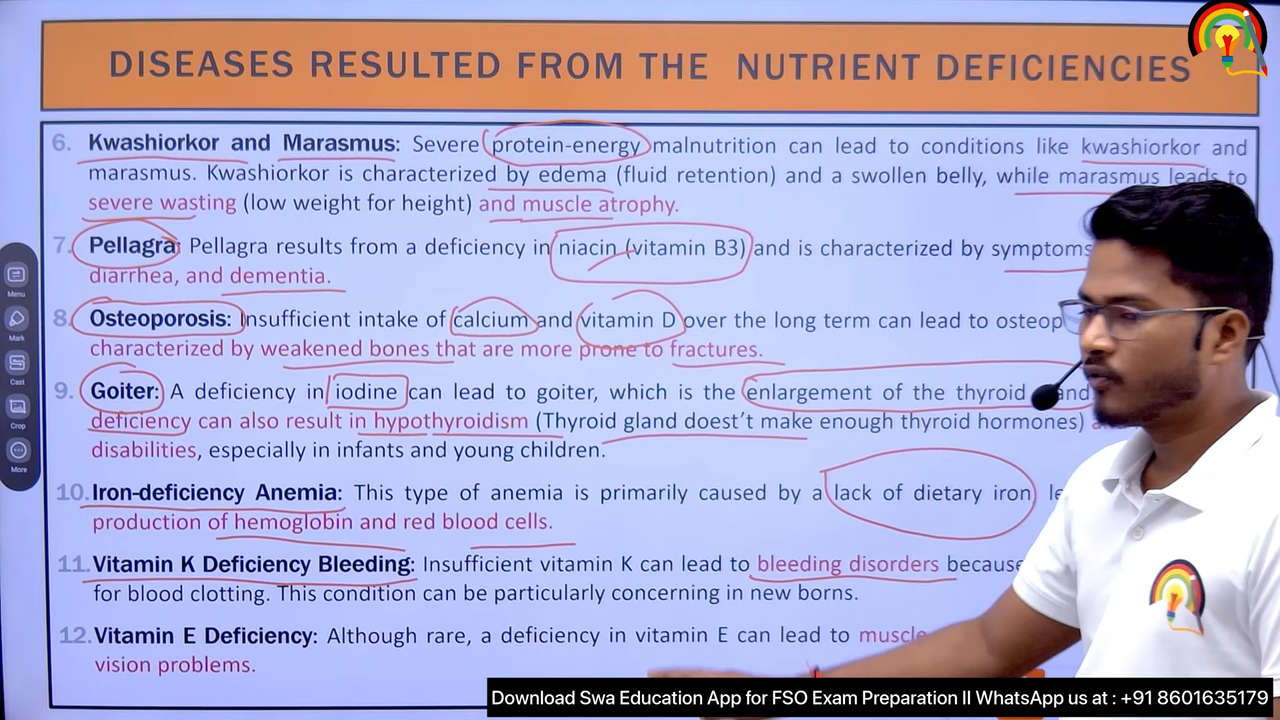 DISEASES RESULTED FROM THE NUTRIENT DEFICIENCIES
6. Kwashiorkor and Marasmus: Severe protein-energy malnutrition can lead to conditions like kwashiorkor and
marasmus. Kwashiorkor is characterized by edema (fluid retention) and a swollen belly, while marasmus leads to
severe wasting (low weight for height) and muscle atrophy.
7. Pellagra: Pellagra results from a deficiency in niacin (vitamin B3) and is characterized by symptoms
diarrhea, and dementia.
8. Osteoporosis: Insufficient intake of calcium and vitamin D over the long term can lead to
characterized by weakened bones that are more prone to fractures.
9. Goiter: A deficiency in iodine can lead to goiter, which is the enlargement of the thyroid
deficiency can also result in hypothyroidism (Thyroid gland doest't make enough thyroid hormones)
disabilities, especially in infants and young children.
10. Iron-deficiency Anemia: This type of anemia is primarily caused by a lack of dietary iron
production of hemoglobin and red blood cells.
11. Vitamin K Deficiency Bleeding: Insufficient vitamin K can lead to bleeding disorders because
for blood clotting. This condition can be particularly concerning in new borns.
12. Vitamin E Deficiency: Although rare, a deficiency in vitamin E can lead to muscle
vision problems.
Menu
Mark
Cast
Crop
More
Download Swa Education App for FSO Exam Preparation II WhatsApp us at : +91 8601635179